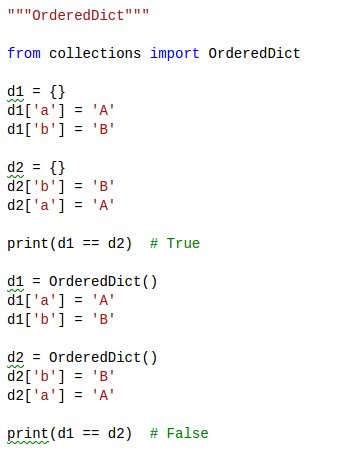 """OrderedDict"""
from collections import OrderedDict
d1 = {}
d1['a'] = 'A'
d1['b'] = 'B'
d2 = {}
d2['b'] = 'B'
d2['a'] = 'A'
print(d1 == d2)  # True
d1 = OrderedDict()
d1['a'] = 'A'
d1['b'] = 'B'
d2 = OrderedDict()
d2['b'] = 'B'
d2['a'] = 'A'
print(d1 == d2)  # False